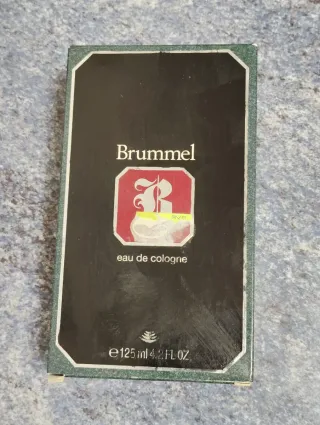 Brummel
B
eau de cologne
e 125 ml 4.2 FL OZ.